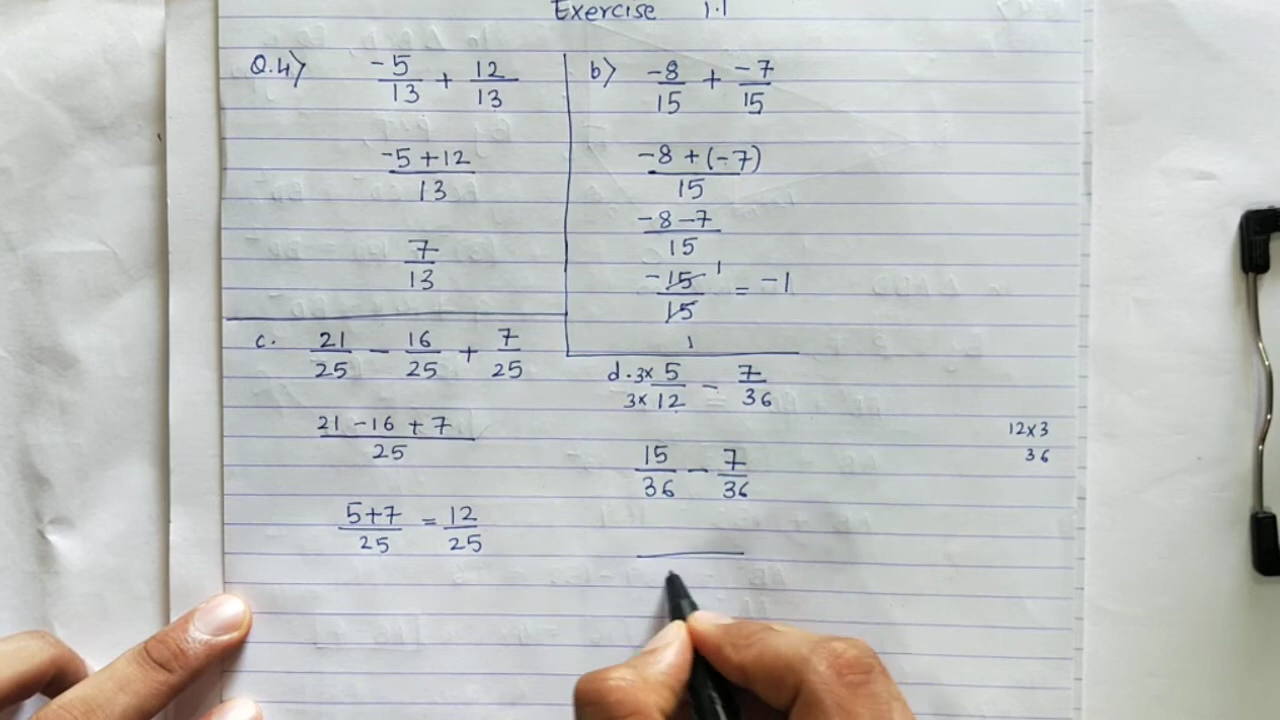 Exercise 1.1
Q.4) -5/13 + 12/13
-5+12/13
7/13
b) -8/15 + -7/15
-8+(-7)/15
-8-7/15
-15/15 1 = -1
1
c. 21/25 - 16/25 + 7/25
21-16+7/25
5+7/25 = 12/25
d. 3× 5/3× 12 - 7/36
15/36 - 7/36
12×3
36